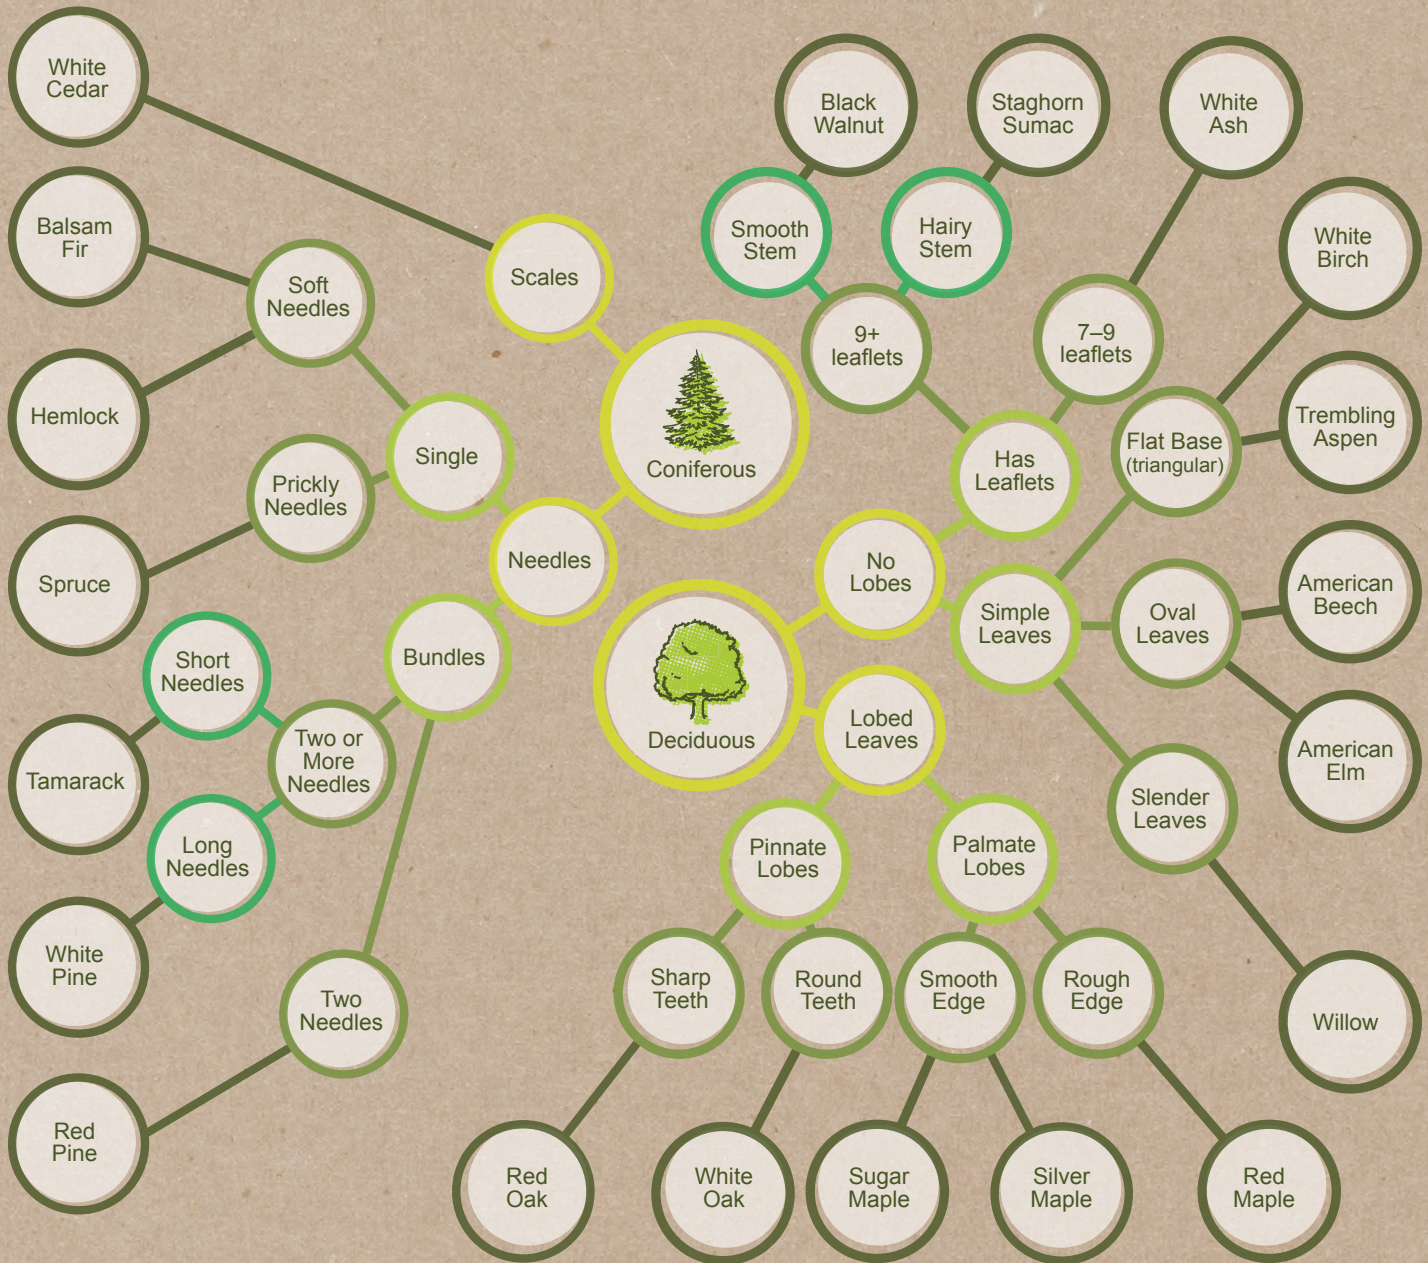 White
Cedar
Balsam
Fir
Hemlock
Spruce
Tamarack
White
Pine
Red
Pine
Soft
Needles
Prickly
Needles
Short
Needles
Long
Needles
Two or
More
Needles
Two
Needles
Single
Bundles
Scales
Needles
Coniferous
Deciduous
No
Lobes
Lobed
Leaves
Has
Leaflets
Simple
Leaves
9+
leaflets
7–9
leaflets
Smooth
Stem
Hairy
Stem
Black
Walnut
Staghorn
Sumac
White
Ash
Flat Base
(triangular)
Oval
Leaves
Slender
Leaves
White
Birch
Trembling
Aspen
American
Beech
American
Elm
Willow
Pinnate
Lobes
Palmate
Lobes
Sharp
Teeth
Round
Teeth
Smooth
Edge
Rough
Edge
Red
Oak
White
Oak
Sugar
Maple
Silver
Maple
Red
Maple